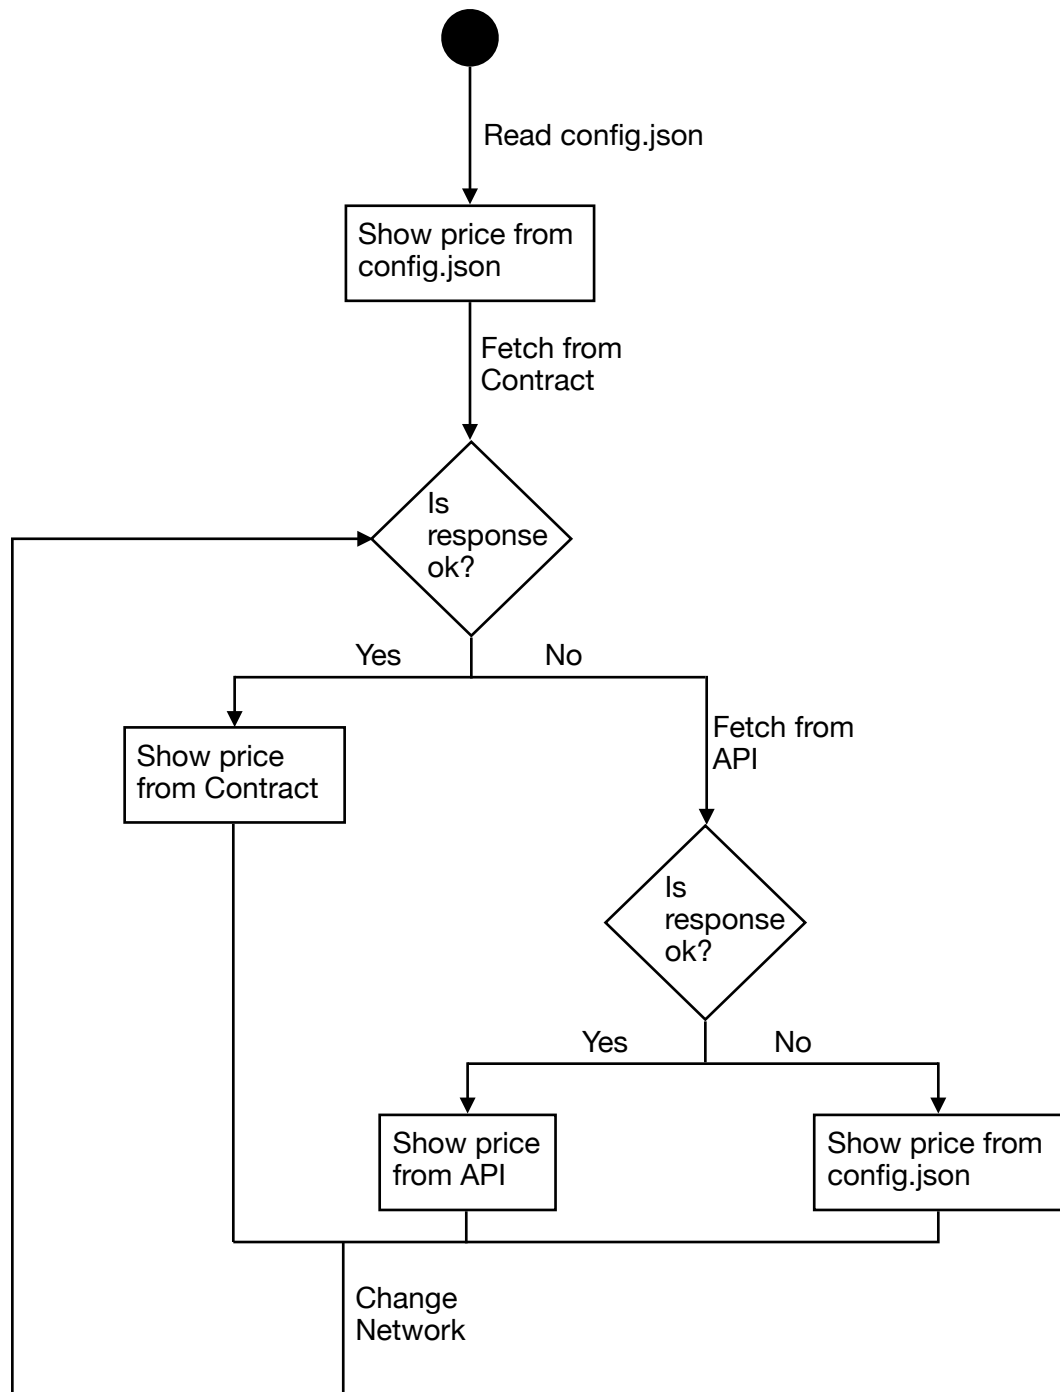 Read config.json
Show price from
config.json
Fetch from
Contract
Is
response
ok?
Yes
No
Show price
from Contract
Fetch from
API
Is
response
ok?
Yes
No
Show price
from API
Show price from
config.json
Change
Network